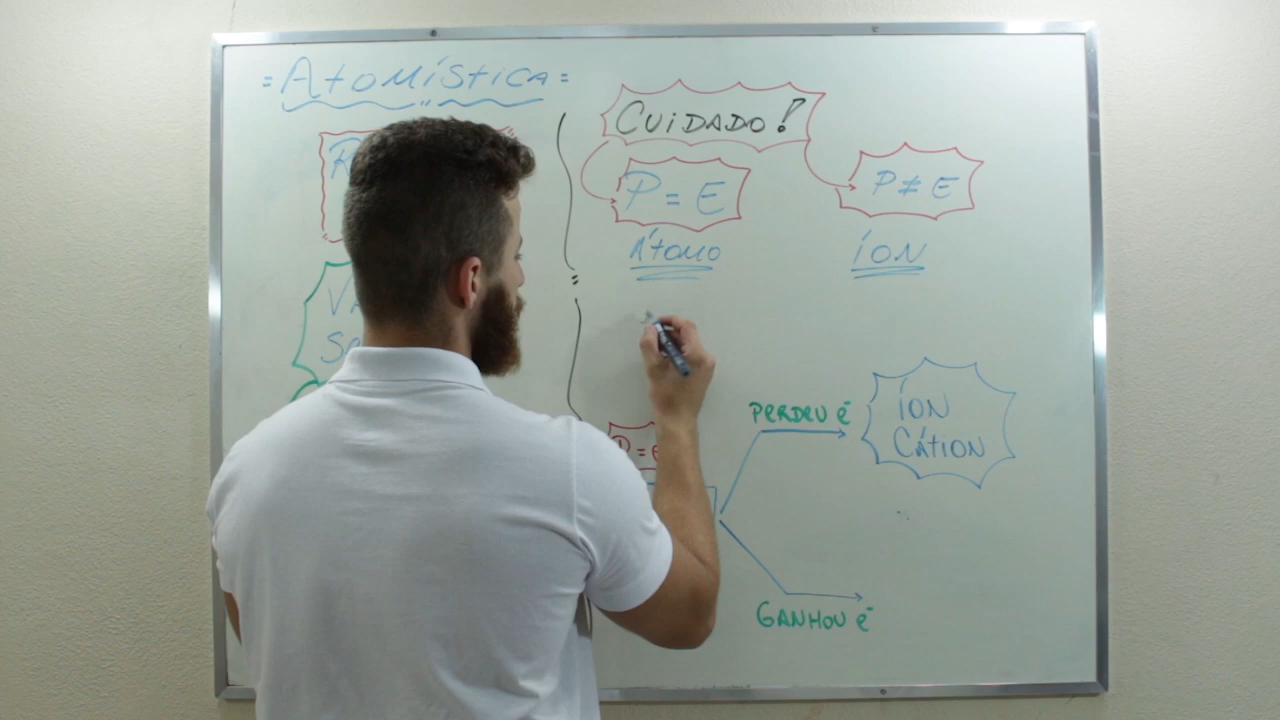 = ATOMÍSTICA =
CUIDADO!
P = E
P ≠ E
ÁTOMO
ÍON
PERDEU é
ÍON
CÁTION
GANHOU é